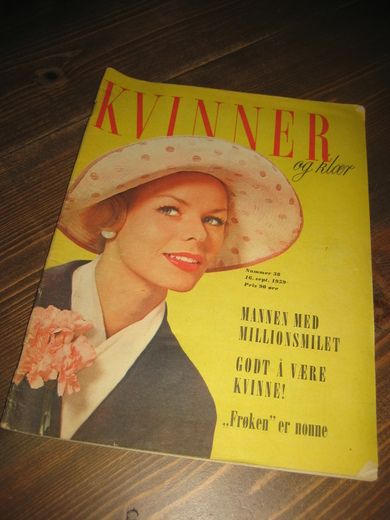 KVINNER
og klær
Nummer 38
16. sept. 1959
Pris 90 øre
MANNEN MED
MILLIONSMILET
GODT Å VÆRE
KVINNE!
„Frøken” er nonne